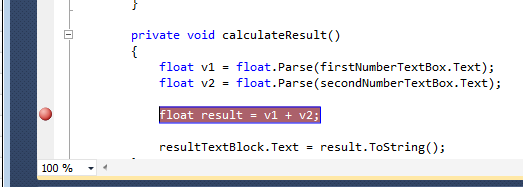 }
private void calculateResult()
{
float v1 = float.Parse(firstNumberTextBox.Text);
float v2 = float.Parse(secondNumberTextBox.Text);
float result = v1 + v2;
resultTextBlock.Text = result.ToString();
100 %